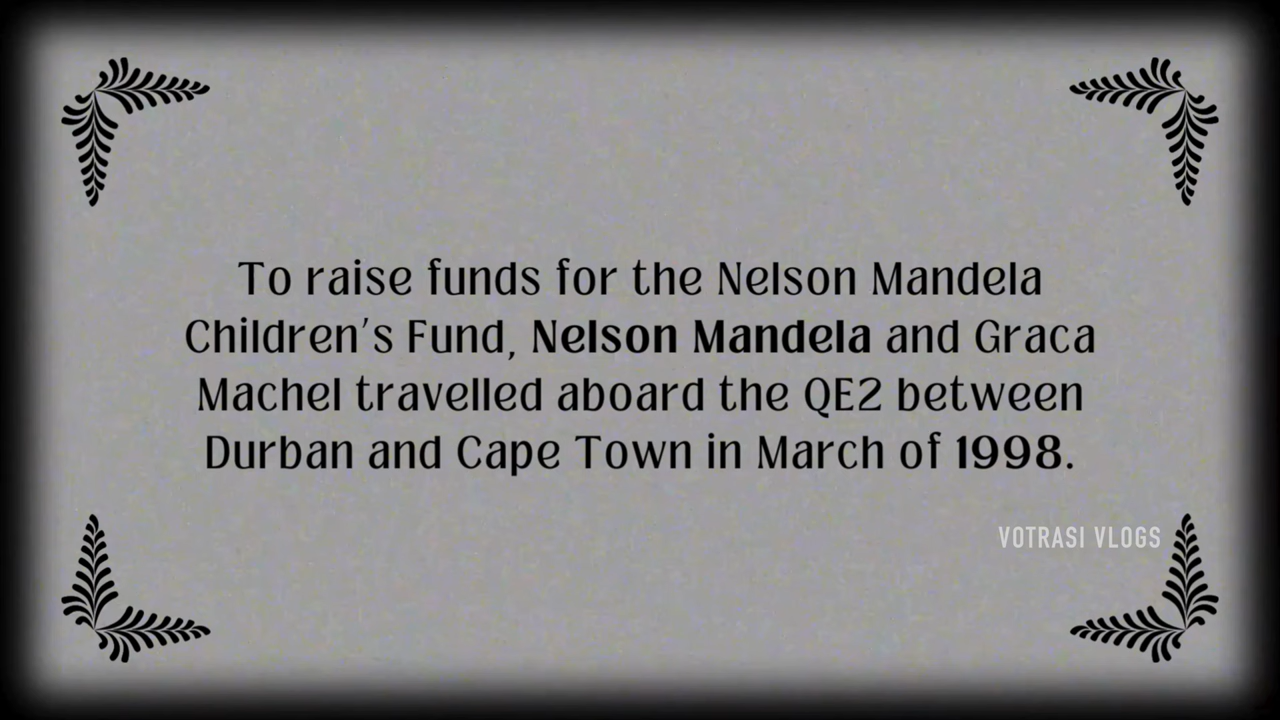 To raise funds for the Nelson Mandela
Children's Fund, Nelson Mandela and Graca
Machel travelled aboard the QE2 between
Durban and Cape Town in March of 1998.
VOTRASI VLOGS